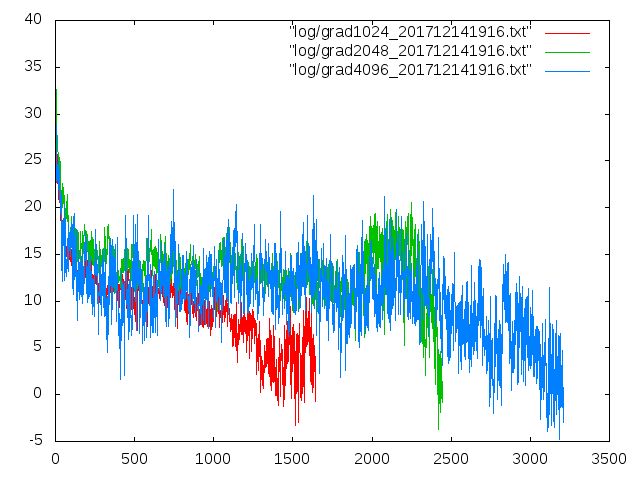 40
35
30
25
20
15
10
5
0
-5
0 500 1000 1500 2000 2500 3000 3500
"log/grad1024_201712141916.txt"
"log/grad2048_201712141916.txt"
"log/grad4096_201712141916.txt"